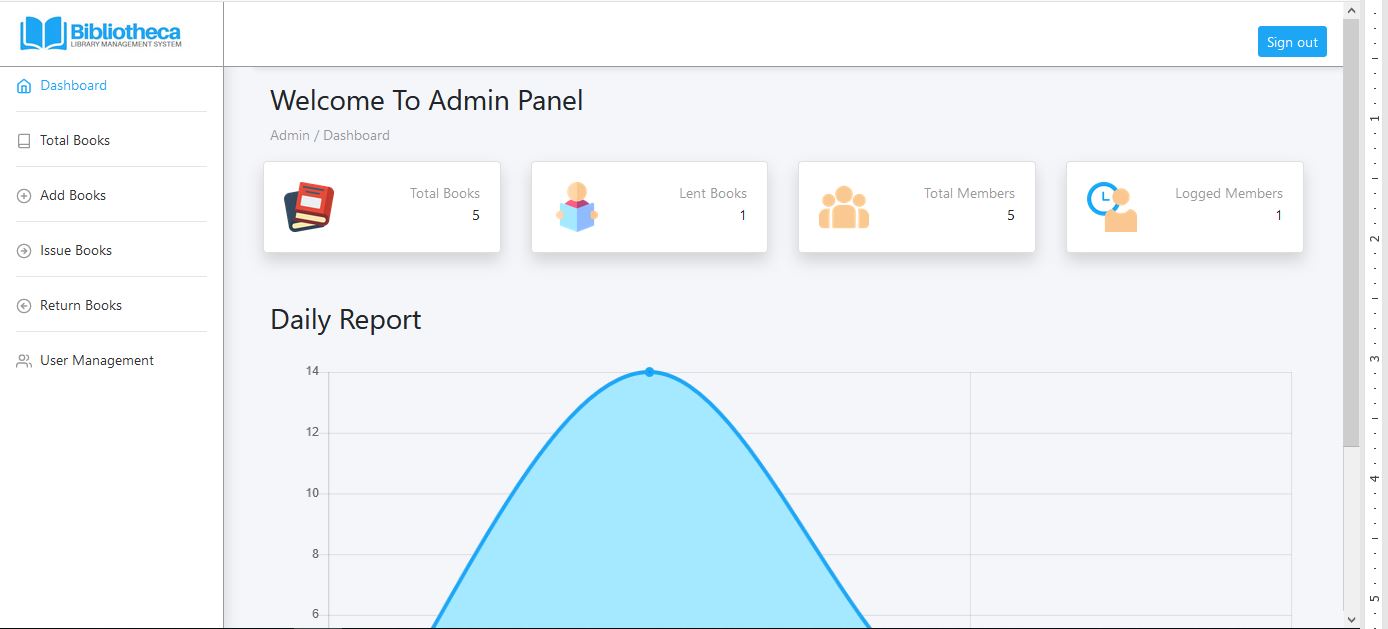 Bibliotheca
LIBRARY MANAGEMENT SYSTEM
Sign out
Dashboard
Total Books
Add Books
Issue Books
Return Books
User Management
Welcome To Admin Panel
Admin / Dashboard
Total Books
5
Lent Books
1
Total Members
5
Logged Members
1
Daily Report
14
12
10
8
6
1
2
3
4
5